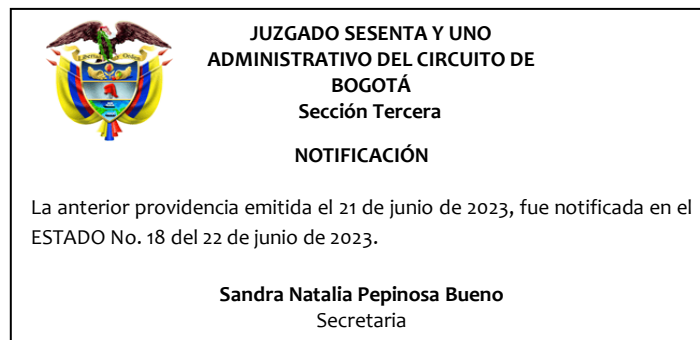 JUZGADO SESENTA Y UNO
ADMINISTRATIVO DEL CIRCUITO DE
BOGOTÁ
Sección Tercera
NOTIFICACIÓN
La anterior providencia emitida el 21 de junio de 2023, fue notificada en el
ESTADO No. 18 del 22 de junio de 2023.
Sandra Natalia Pepinosa Bueno
Secretaria